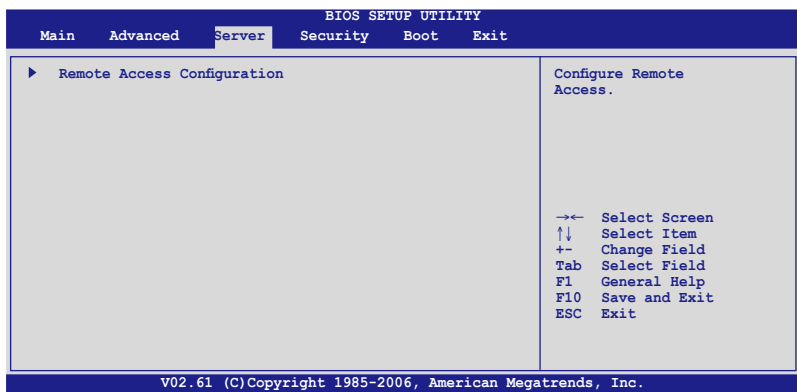 BIOS SETUP UTILITY
Main Advanced Server Security Boot Exit
Remote Access Configuration
Configure Remote
Access.
→← Select Screen
↑↓ Select Item
+- Change Field
Tab Select Field
F1 General Help
F10 Save and Exit
ESC Exit
V02.61 (C)Copyright 1985-2006, American Megatrends, Inc.